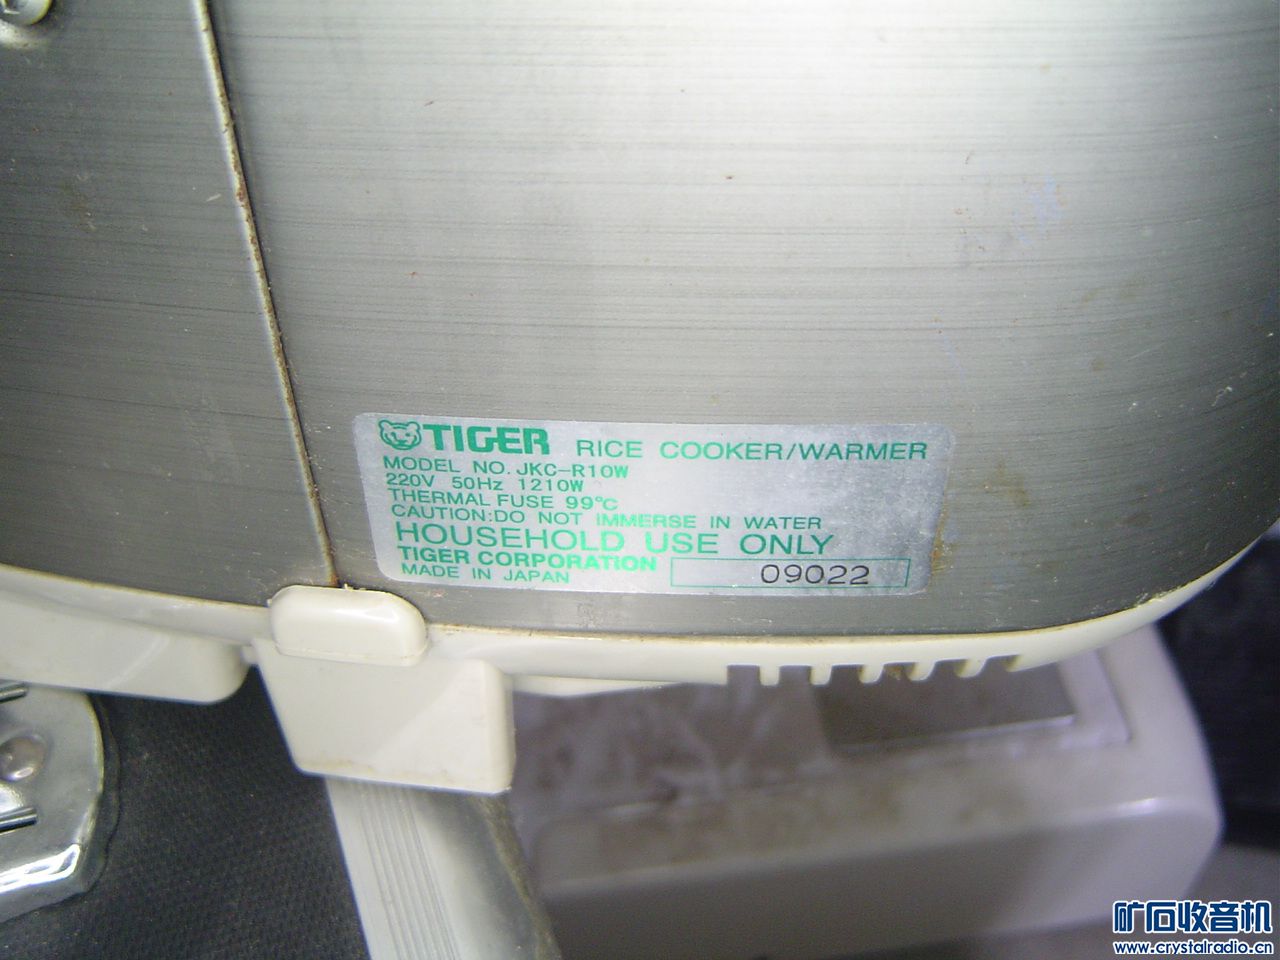 TIGER RICE COOKER/WARMER
MODEL NO. JKC-R10W
220V 50Hz 1210W
THERMAL FUSE 99℃
CAUTION:DO NOT IMMERSE IN WATER
HOUSEHOLD USE ONLY
TIGER CORPORATION
MADE IN JAPAN
09022
矿石收音机
www.crystalradio.cn